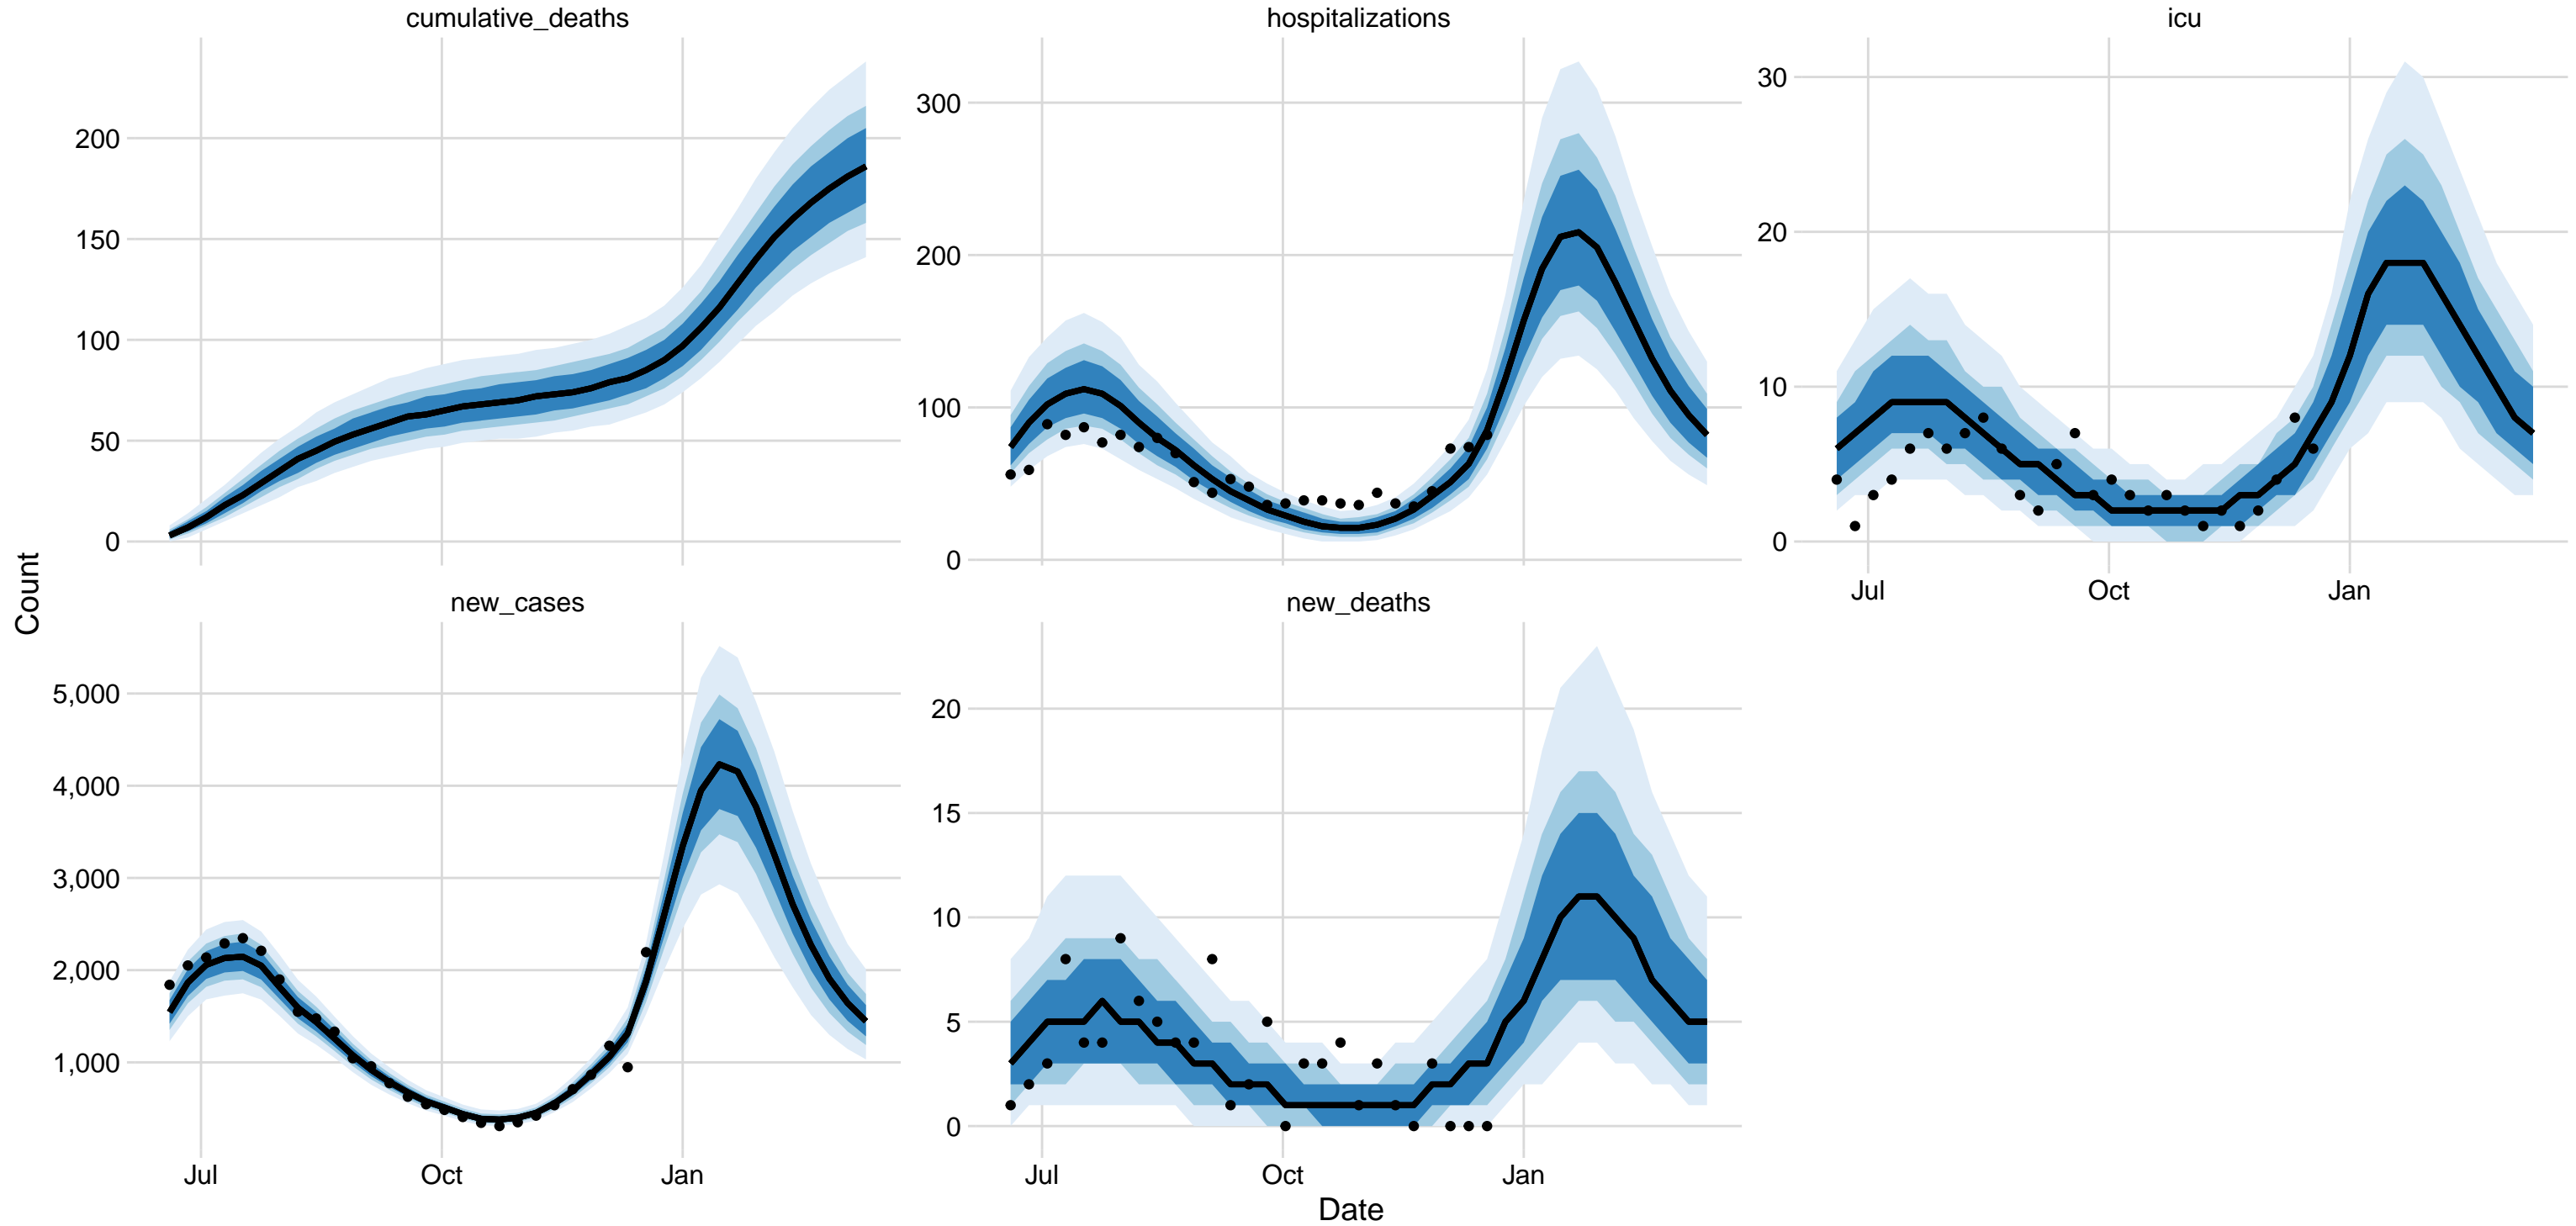 cumulative_deaths
hospitalizations
icu
200
150
100
50
0
300
200
100
0
30
20
10
0
Jul Oct Jan
Count
new_cases
new_deaths
5,000
4,000
3,000
2,000
1,000
20
15
10
5
0
Jul Oct Jan
Jul Oct Jan
Date